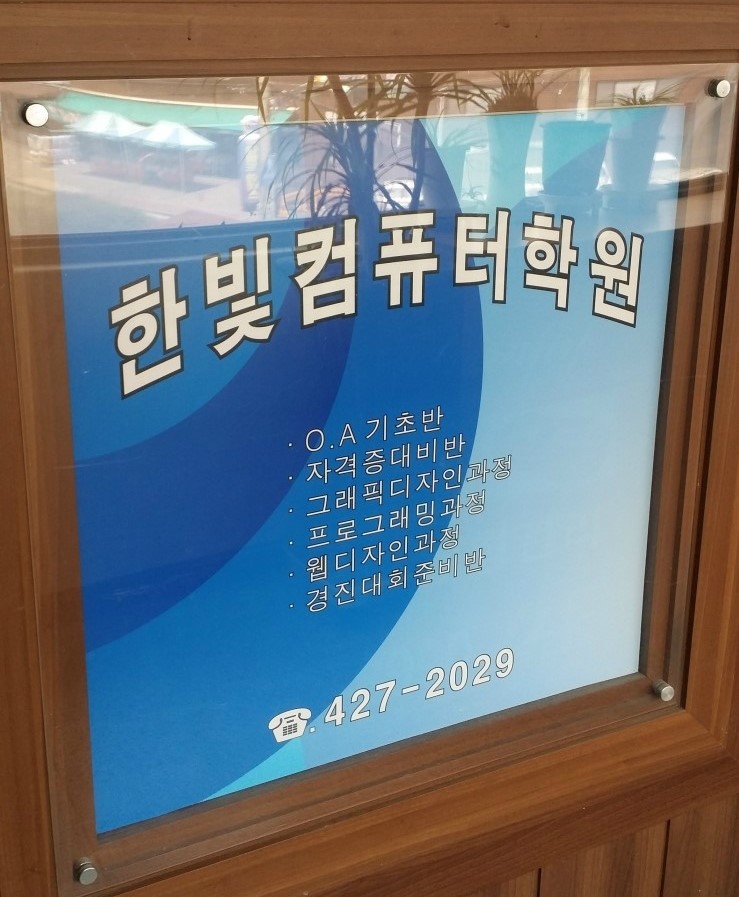 한빛컴퓨터학원
· O.A 기초반
· 자격증대비반
· 그래픽디자인과정
· 프로그래밍과정
· 웹디자인과정
· 경진대회준비반
☎. 427-2029